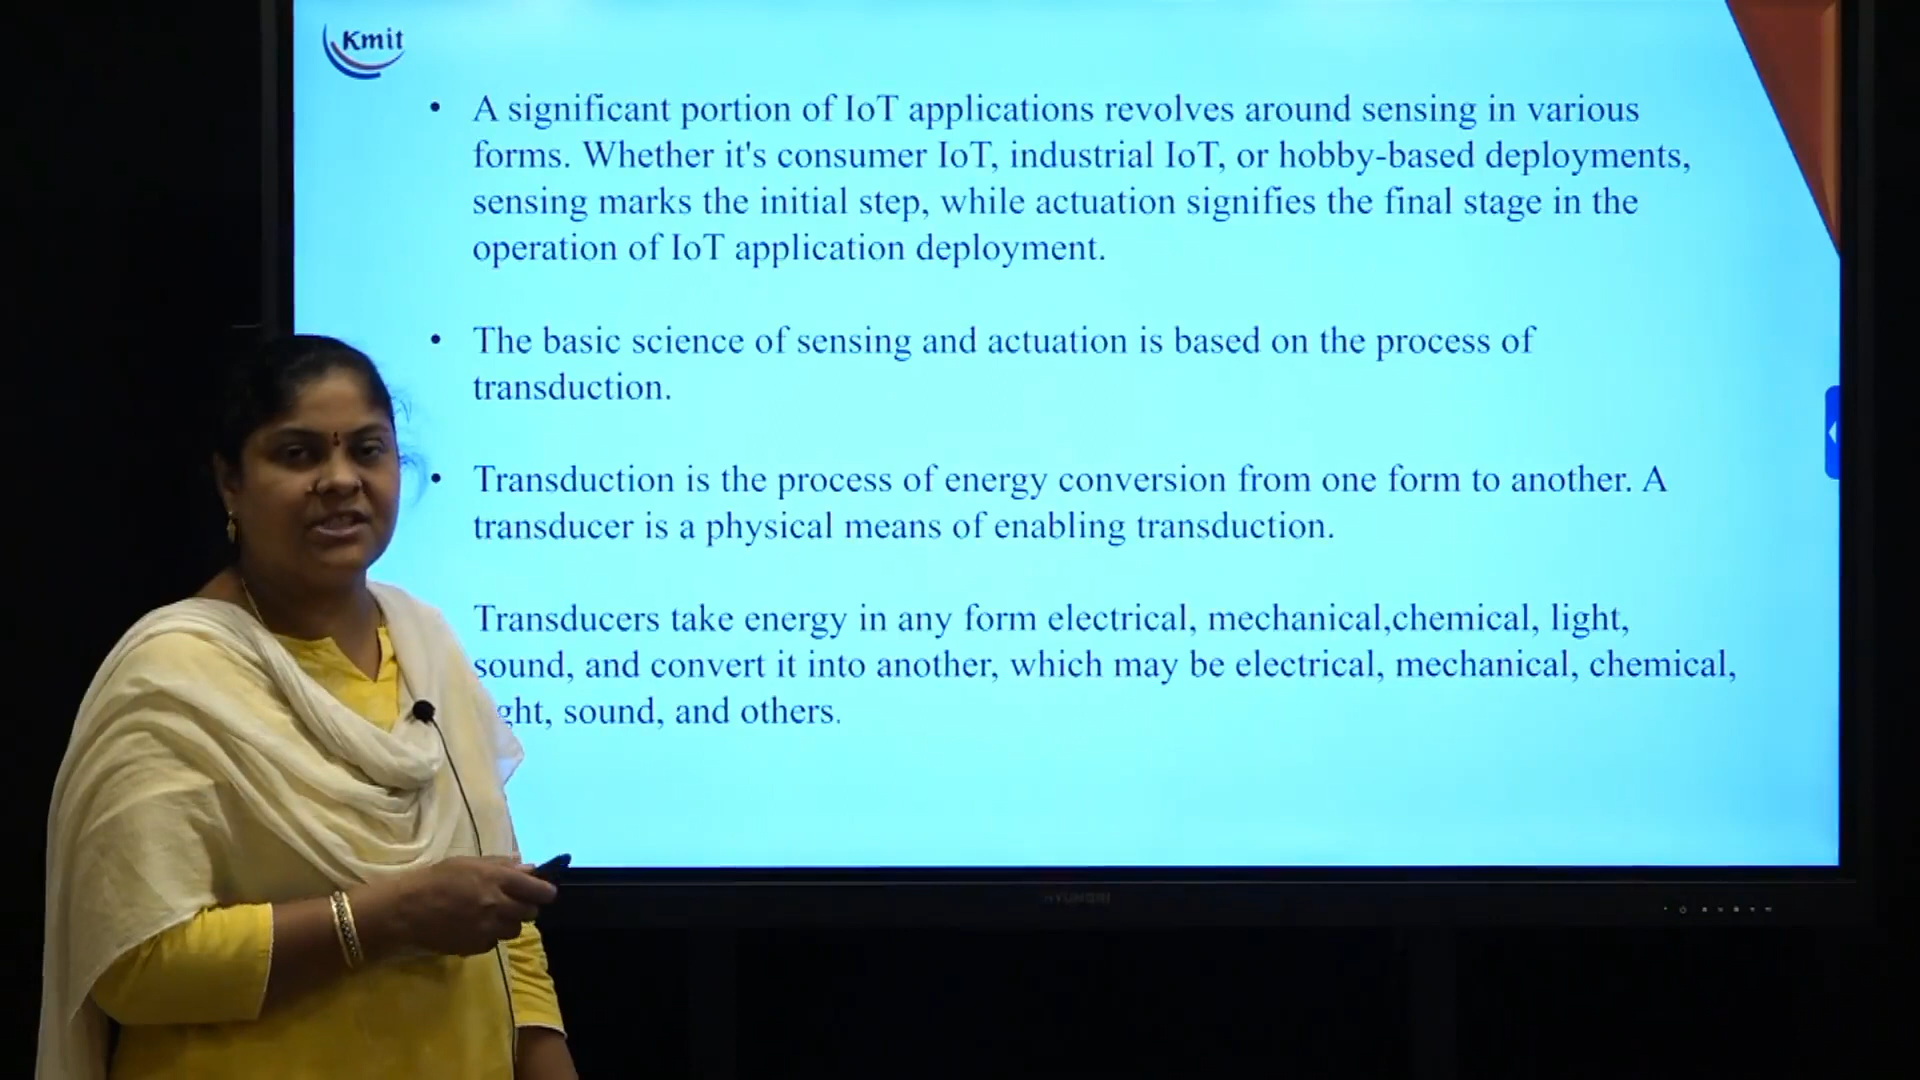 Kmit
• A significant portion of IoT applications revolves around sensing in various
forms. Whether it's consumer IoT, industrial IoT, or hobby-based deployments,
sensing marks the initial step, while actuation signifies the final stage in the
operation of IoT application deployment.
• The basic science of sensing and actuation is based on the process of
transduction.
• Transduction is the process of energy conversion from one form to another. A
transducer is a physical means of enabling transduction.
Transducers take energy in any form electrical, mechanical,chemical, light,
sound, and convert it into another, which may be electrical, mechanical, chemical,
ght, sound, and others.
HYUNDAI